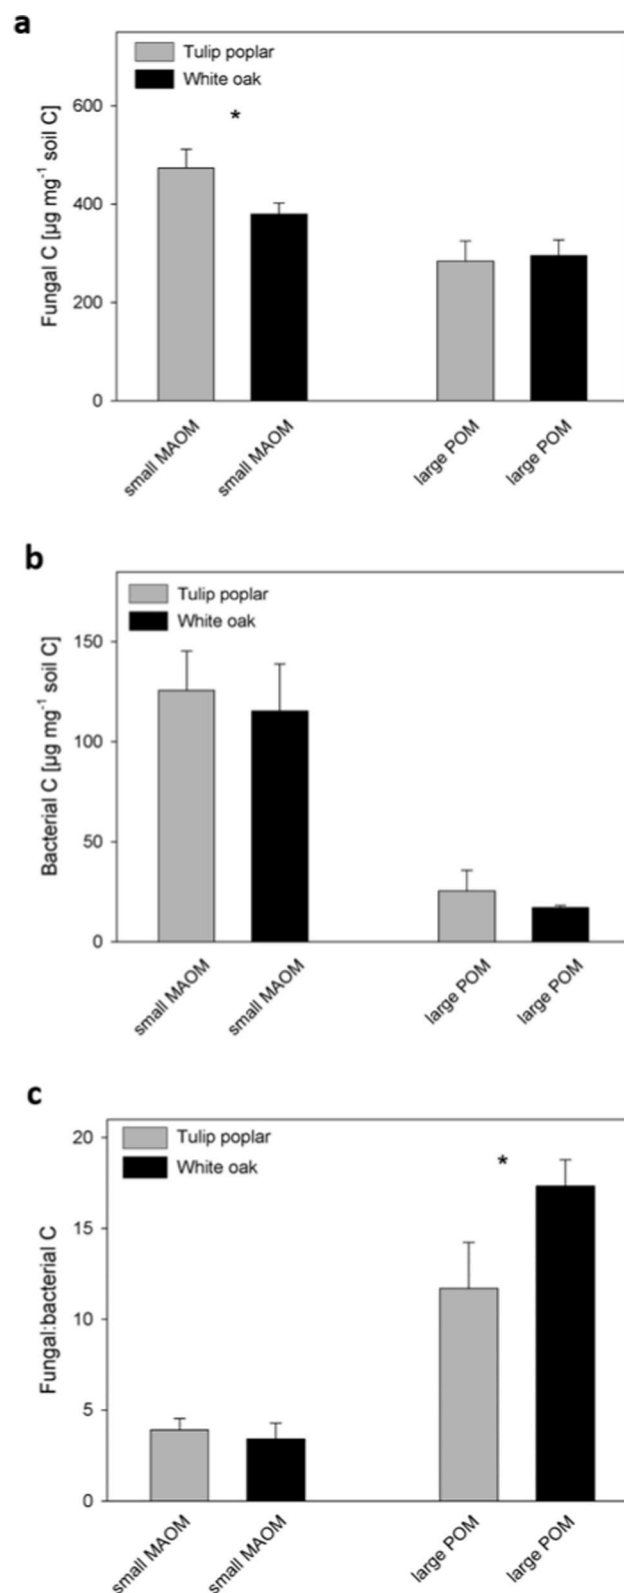 a
Tulip poplar
White oak
*
Fungal C [µg mg⁻¹ soil C]
600
400
200
0
small MAOM
small MAOM
large POM
large POM
b
Tulip poplar
White oak
Bacterial C [µg mg⁻¹ soil C]
150
100
50
0
small MAOM
small MAOM
large POM
large POM
c
Tulip poplar
White oak
*
Fungal:bacterial C
20
15
10
5
0
small MAOM
small MAOM
large POM
large POM